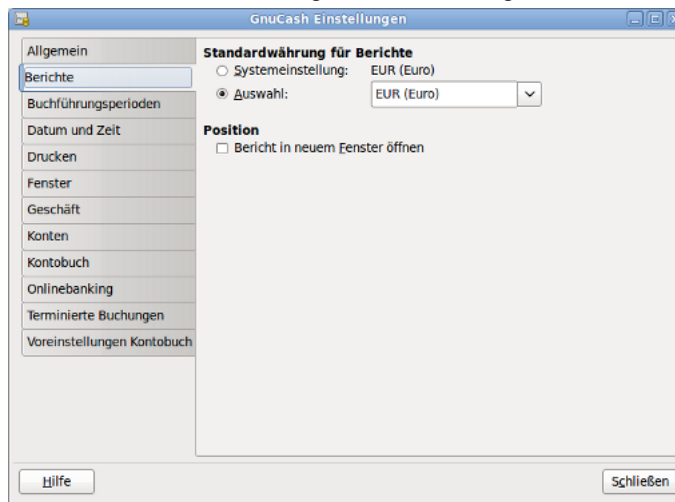 GnuCash Einstellungen
Allgemein
Berichte
Buchführungsperioden
Datum und Zeit
Drucken
Fenster
Geschäft
Konten
Kontobuch
Onlinebanking
Terminierte Buchungen
Voreinstellungen Kontobuch
Standardwährung für Berichte
Systemeinstellung: EUR (Euro)
Auswahl: EUR (Euro)
Position
Bericht in neuem Fenster öffnen
Hilfe
Schließen